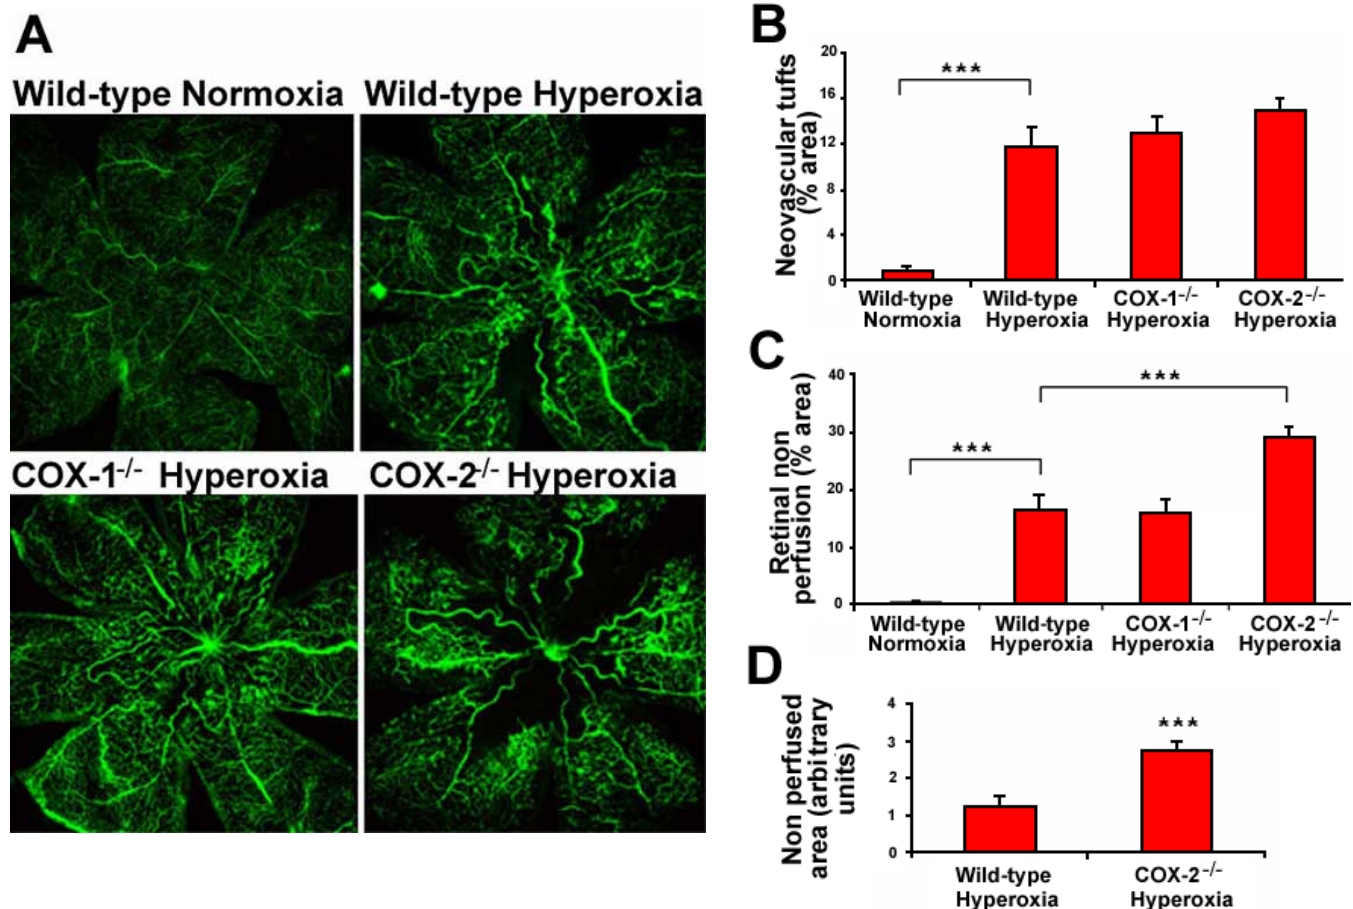 A
Wild-type Normoxia
Wild-type Hyperoxia
COX-1-/- Hyperoxia
COX-2-/- Hyperoxia
B
Neovascular tufts
(% area)
20
16
12
8
4
0
***
Wild-type
Normoxia
Wild-type
Hyperoxia
COX-1-/-
Hyperoxia
COX-2-/-
Hyperoxia
C
Retinal non
perfusion (% area)
40
30
20
10
0
***
***
Wild-type
Normoxia
Wild-type
Hyperoxia
COX-1-/-
Hyperoxia
COX-2-/-
Hyperoxia
D
Non perfused
area (arbitrary
units)
4
3
2
1
0
***
Wild-type
Hyperoxia
COX-2-/-
Hyperoxia